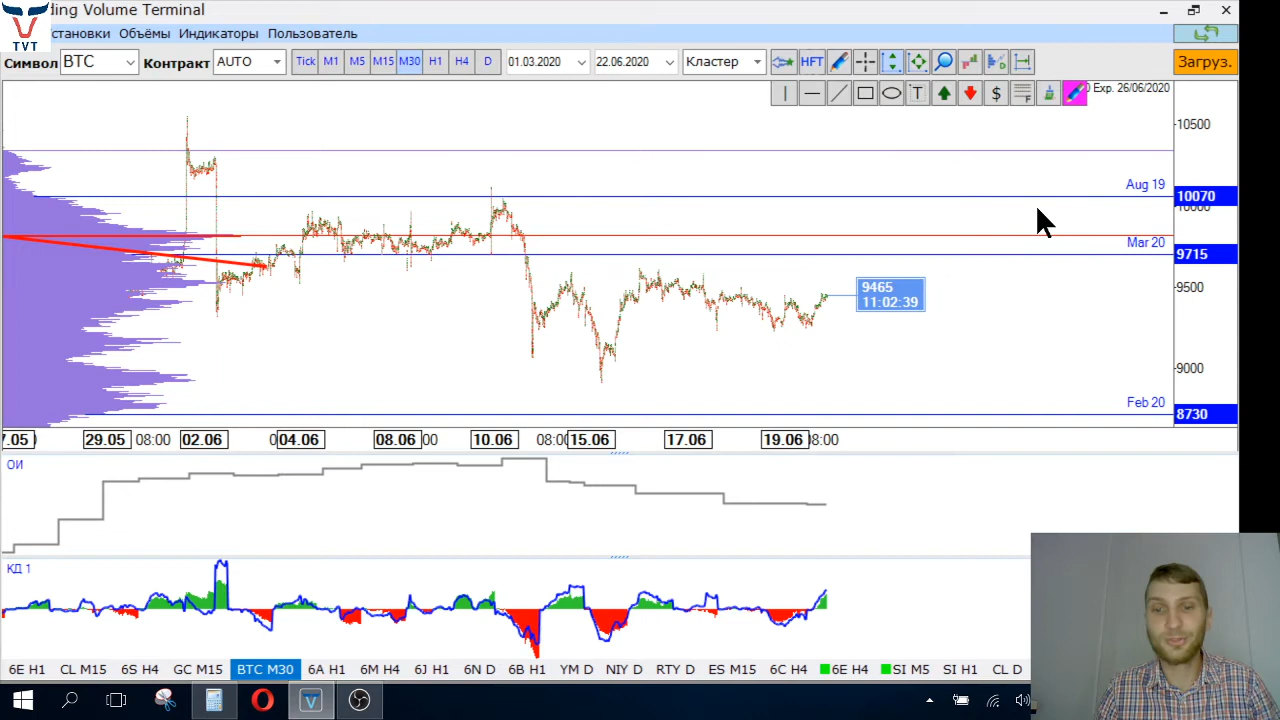 ding Volume Terminal
TVT
становки Объёмы Индикаторы Пользователь
Символ BTC Контракт AUTO Tick M1 M5 M15 M30 H1 H4 D 01.03.2020 22.06.2020 Кластер HFT Загруз.
T $ F Exp. 26/06/2020
10500
Aug 19 10070
10000
Mar 20 9715
9500
9465
11:02:39
9000
Feb 20 8730
7.05 29.05 08:00 02.06 04.06 08.06 00 10.06 08:00 15.06 17.06 19.06 8:00
ОИ
КД 1
6E H1 CL M15 6S H4 GC M15 BTC M30 6A H1 6M H4 6J H1 6N D 6B H1 YM D NIY D RTY D ES M15 6C H4 6E H4 SI M5 SI H1 CL D
V